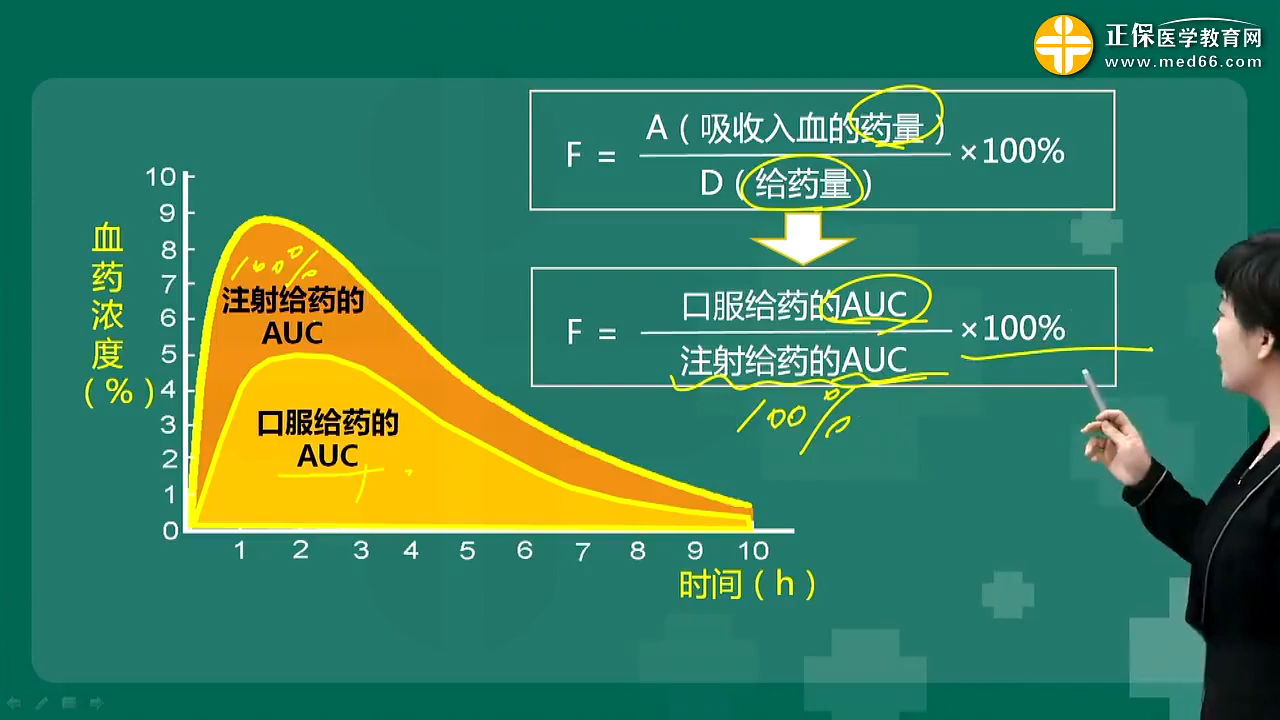 正保医学教育网
www.med66.com
F = A（吸收入血的药量） ×100%
D（给药量）
F = 口服给药的AUC ×100%
注射给药的AUC
100%
血药浓度（%）
10
9
8
7
6
5
4
3
2
1
0
100%
注射给药的
AUC
口服给药的
AUC
1 2 3 4 5 6 7 8 9 10
时间（h）